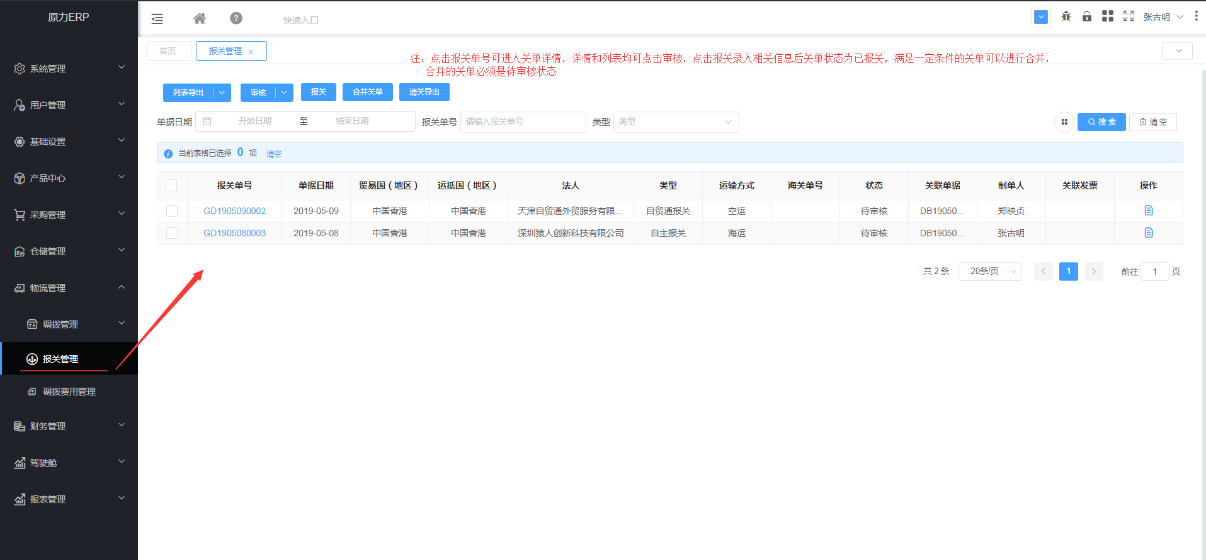 原力ERP
快速入口
张古明
系统管理
用户管理
基础设置
产品中心
采购管理
仓储管理
物流管理
调拨管理
报关管理
调拨费用管理
财务管理
驾驶舱
报表管理
首页
报关管理 ×
注：点击报关单号可进入关单详情，详情和列表均可点击审核，点击报关录入相关信息后关单状态为已报关，满足一定条件的关单可以进行合并，
合并的关单必须是待审核状态
列表导出 审核 报关 合并关单 清关导出
单据日期 开始日期 至 结束日期 报关单号 请输入报关单号 类型 类型 搜索 清空
当前表格已选择 0 项 清空
报关单号 单据日期 贸易国（地区） 运抵国（地区） 法人 类型 运输方式 海关单号 状态 关联单据 制单人 关联发票 操作
GD1905090002 2019-05-09 中国香港 中国香港 天津自贸通外贸服务有限... 自贸通报关 空运 待审核 DB19050... 郑映贞
GD1905080003 2019-05-08 中国香港 中国香港 深圳猿人创新科技有限公司 自主报关 海运 待审核 DB19050... 张古明
共 2 条 20条/页 1 前往 1 页